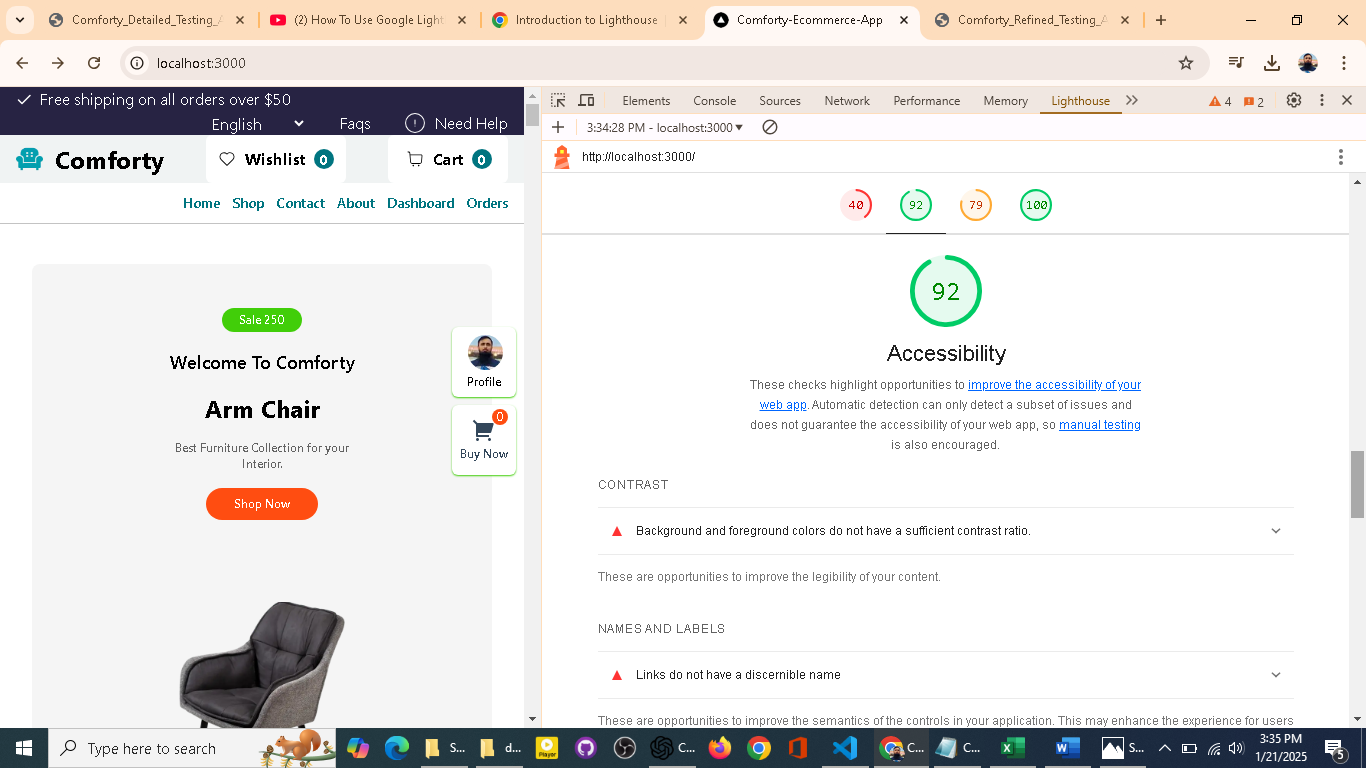 Comforty_Detailed_Testing_
(2) How To Use Google Light
Introduction to Lighthouse
Comforty-Ecommerce-App
Comforty_Refined_Testing_A
localhost:3000
Free shipping on all orders over $50
English Faqs Need Help
Comforty Wishlist 0 Cart 0
Home Shop Contact About Dashboard Orders
Sale 250
Welcome To Comforty
Arm Chair
Best Furniture Collection for your
Interior.
Shop Now
Profile
0
Buy Now
Elements Console Sources Network Performance Memory Lighthouse 4 2
3:34:28 PM - localhost:3000
http://localhost:3000/
40 92 79 100
92
Accessibility
These checks highlight opportunities to improve the accessibility of your
web app. Automatic detection can only detect a subset of issues and
does not guarantee the accessibility of your web app, so manual testing
is also encouraged.
CONTRAST
Background and foreground colors do not have a sufficient contrast ratio.
These are opportunities to improve the legibility of your content.
NAMES AND LABELS
Links do not have a discernible name
These are opportunities to improve the semantics of the controls in your application. This may enhance the experience for users
Type here to search
Player
S...
d...
C...
C...
C...
S...
3:35 PM
1/21/2025
5